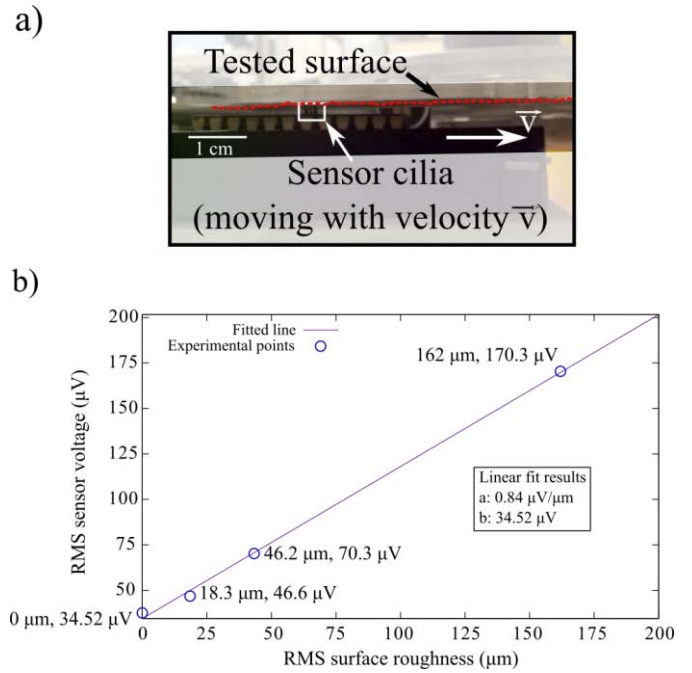 a)
Tested surface
v
1 cm
Sensor cilia
(moving with velocity v)
b)
200
175
150
125
100
75
50
RMS sensor voltage (μV)
Fitted line
Experimental points
162 μm, 170.3 μV
Linear fit results
a: 0.84 μV/μm
b: 34.52 μV
46.2 μm, 70.3 μV
18.3 μm, 46.6 μV
0 μm, 34.52 μV
0 25 50 75 100 125 150 175 200
RMS surface roughness (μm)